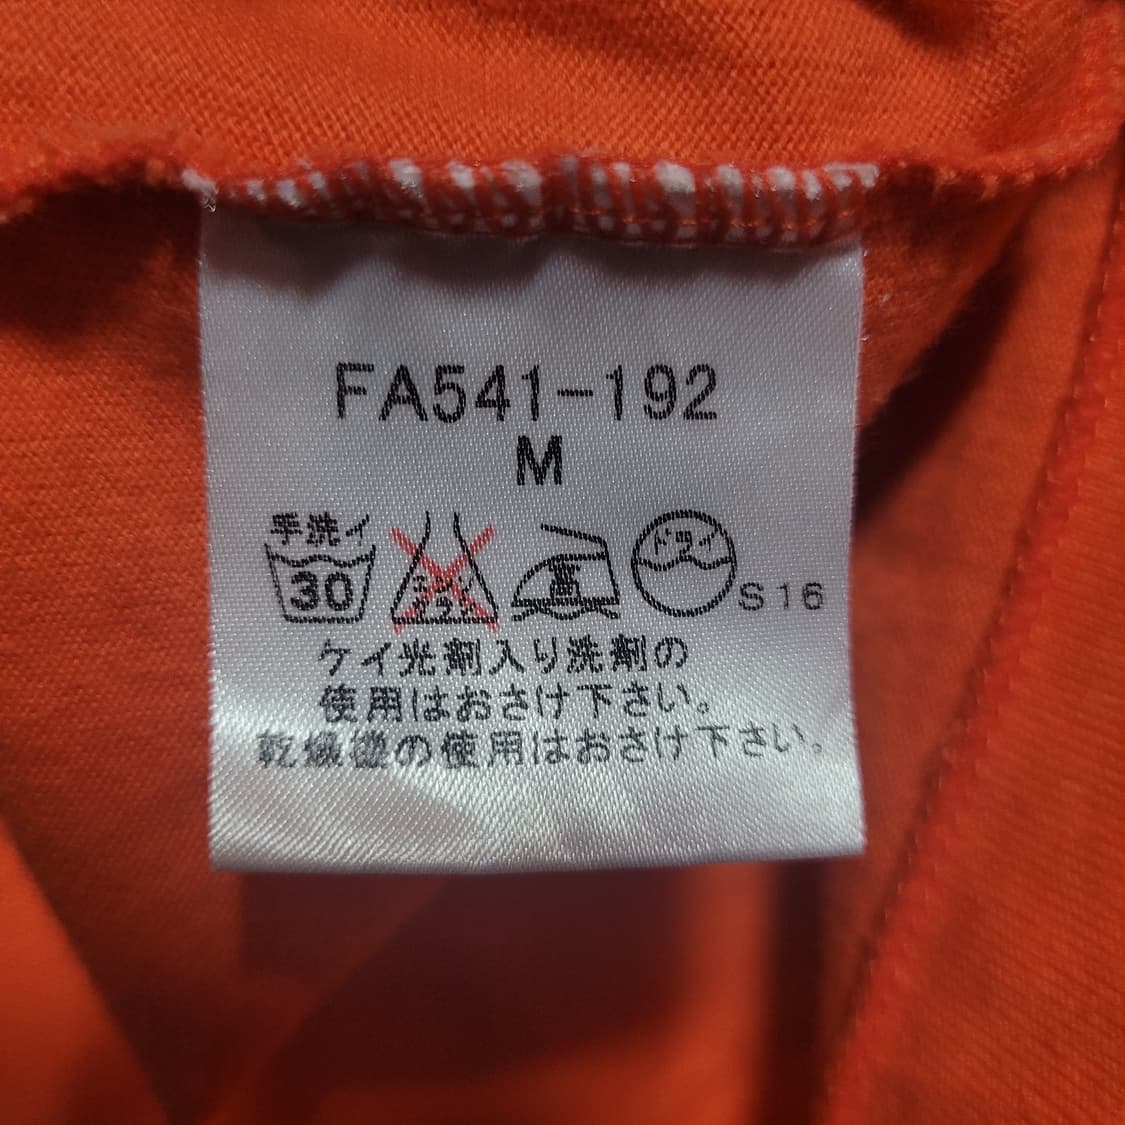 FA541-192
M
手洗イ
30
高
ドライ
S16
ケイ光剤入り洗剤の
使用はおさけ下さい。
乾燥機の使用はおさけ下さい。